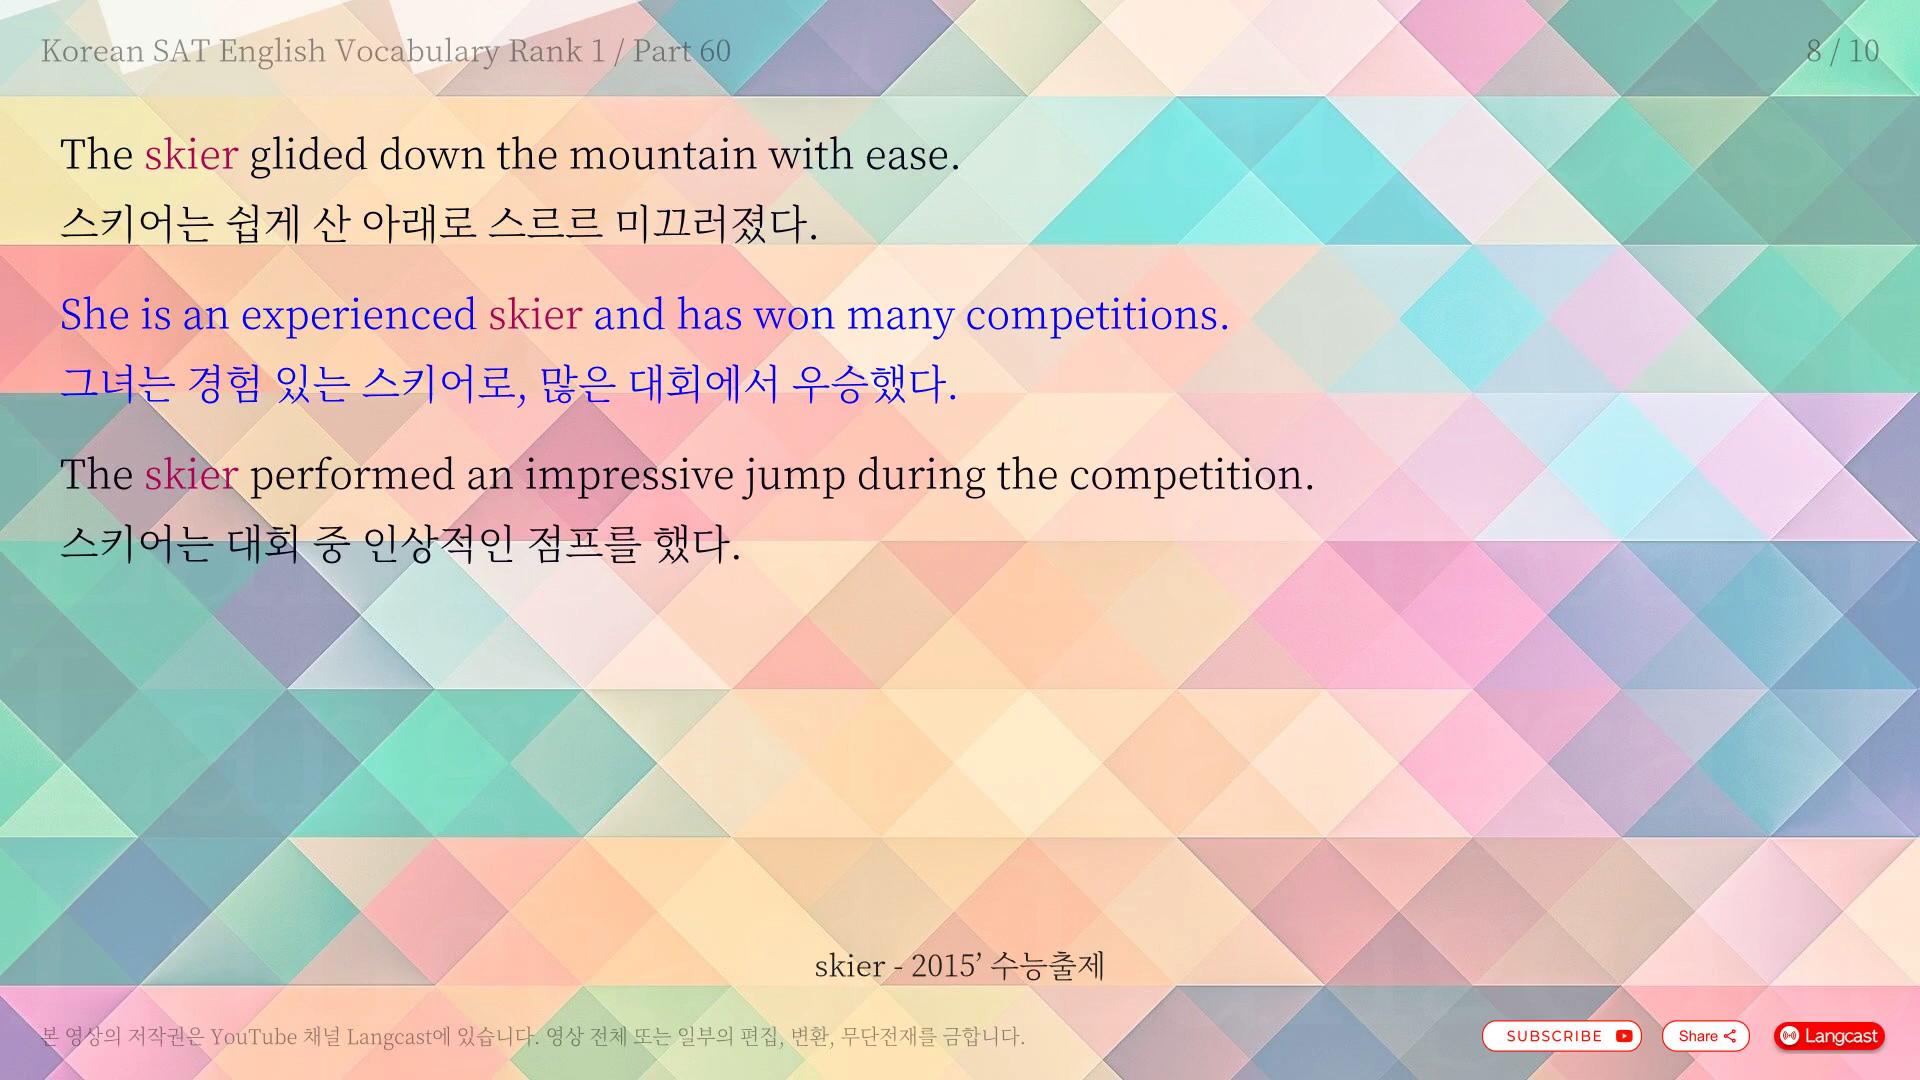 Korean SAT English Vocabulary Rank 1 / Part 60
8 / 10
The skier glided down the mountain with ease.
스키어는 쉽게 산 아래로 스르르 미끄러졌다.
She is an experienced skier and has won many competitions.
그녀는 경험 있는 스키어로, 많은 대회에서 우승했다.
The skier performed an impressive jump during the competition.
스키어는 대회 중 인상적인 점프를 했다.
skier - 2015’ 수능출제
본 영상의 저작권은 YouTube 채널 Langcast에 있습니다. 영상 전체 또는 일부의 편집, 변환, 무단전재를 금합니다.
SUBSCRIBE
Share
Langcast